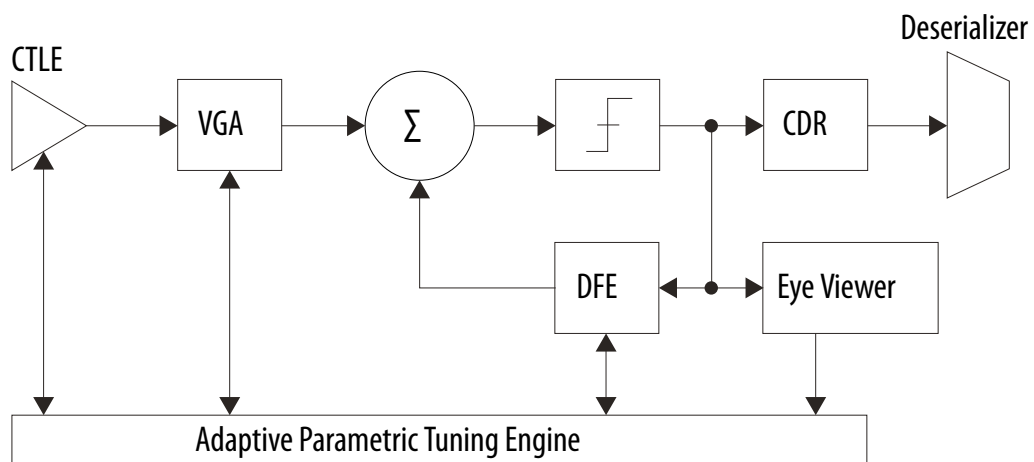 Deserializer
CTLE
VGA
Σ
CDR
DFE
Eye Viewer
Adaptive Parametric Tuning Engine